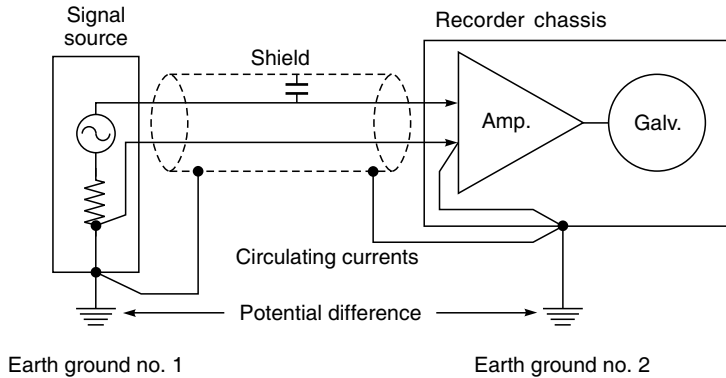 Signal
source
Recorder chassis
Shield
Amp.
Galv.
Circulating currents
Potential difference
Earth ground no. 1
Earth ground no. 2